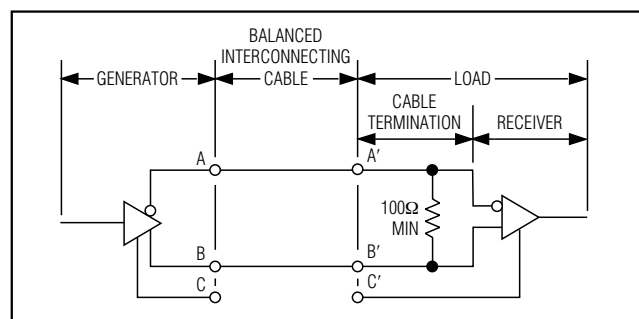 BALANCED
INTERCONNECTING
GENERATOR
CABLE
LOAD
CABLE
TERMINATION
RECEIVER
A
A′
100Ω
MIN
B
B′
C
C′